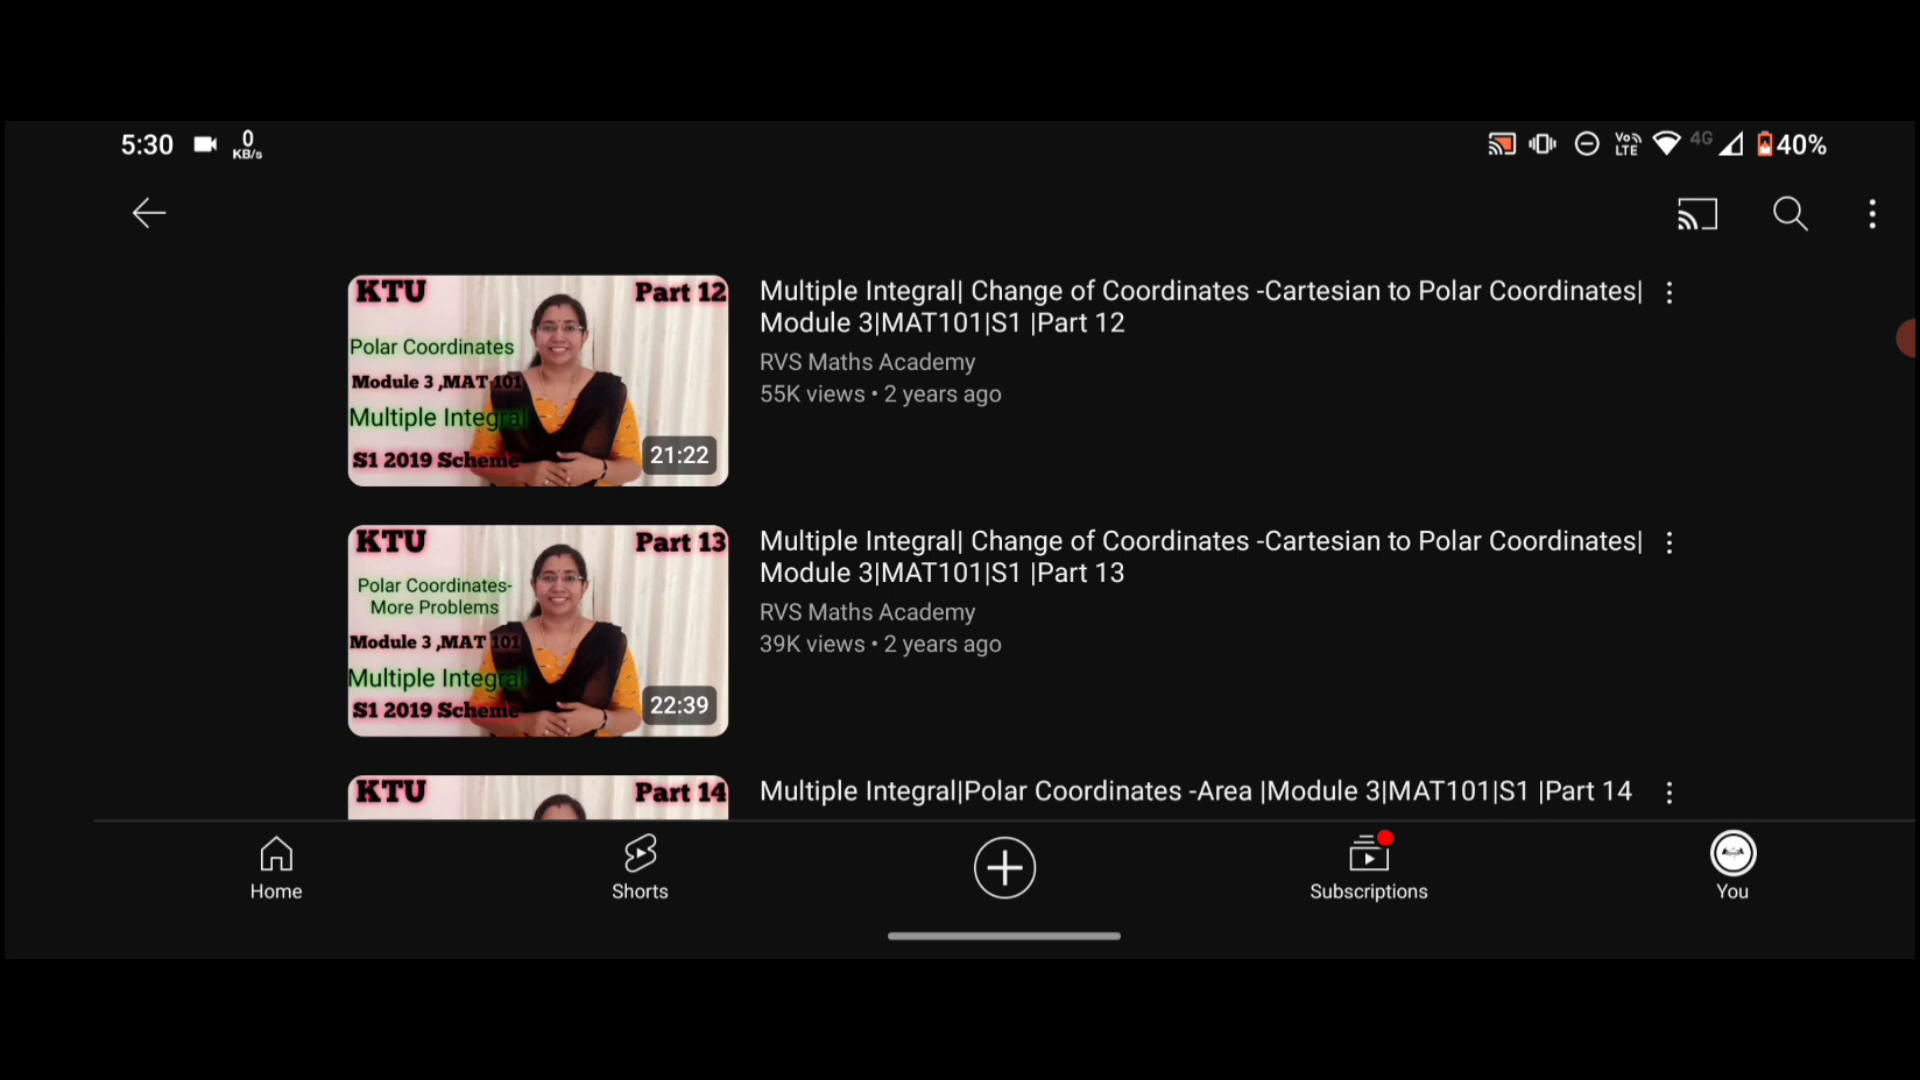 5:30
0
KB/s
Vo
LTE
4G
40%
KTU
Part 12
Polar Coordinates
Module 3 ,MAT 101
Multiple Integral
S1 2019 Scheme
21:22
Multiple Integral| Change of Coordinates -Cartesian to Polar Coordinates|
Module 3|MAT101|S1 |Part 12
RVS Maths Academy
55K views • 2 years ago
KTU
Part 13
Polar Coordinates-
More Problems
Module 3 ,MAT 101
Multiple Integral
S1 2019 Scheme
22:39
Multiple Integral| Change of Coordinates -Cartesian to Polar Coordinates|
Module 3|MAT101|S1 |Part 13
RVS Maths Academy
39K views • 2 years ago
KTU
Part 14
Multiple Integral|Polar Coordinates -Area |Module 3|MAT101|S1 |Part 14
Home
Shorts
Subscriptions
You